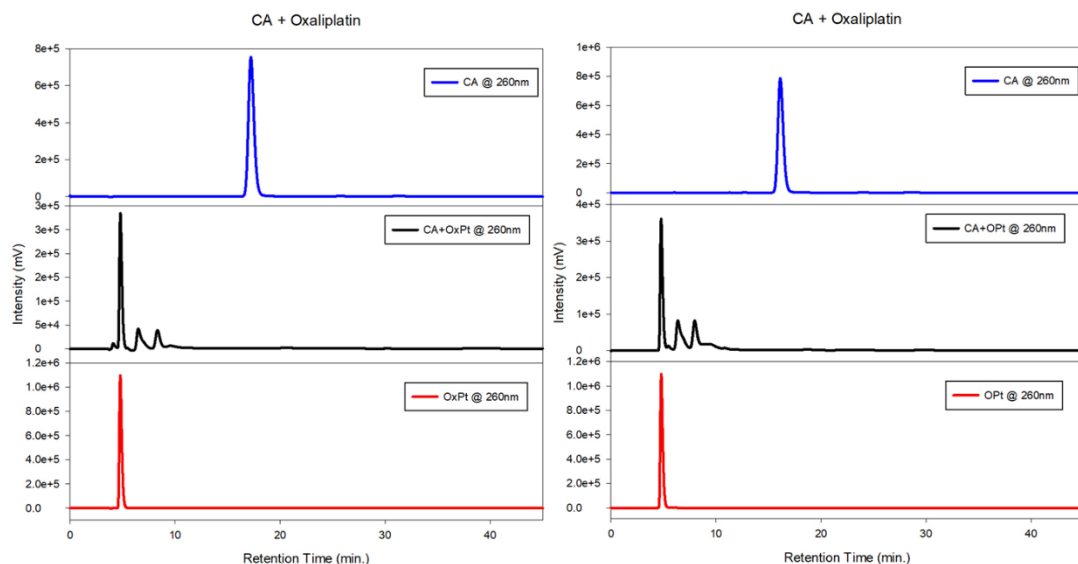 CA + Oxaliplatin
8e+5
6e+5
4e+5
2e+5
0
CA @ 260nm
3e+5
3e+5
2e+5
2e+5
1e+5
5e+4
0
CA+OxPt @ 260nm
1.2e+6
1.0e+6
8.0e+5
6.0e+5
4.0e+5
2.0e+5
0.0
OxPt @ 260nm
Intensity (mV)
0
10
20
30
40
Retention Time (min.)
CA + Oxaliplatin
1e+6
8e+5
6e+5
4e+5
2e+5
0
CA @ 260nm
4e+5
3e+5
2e+5
1e+5
0
CA+OPt @ 260nm
1.2e+6
1.0e+6
8.0e+5
6.0e+5
4.0e+5
2.0e+5
0.0
OPt @ 260nm
Intensity (mV)
0
10
20
30
40
Retention Time (min.)